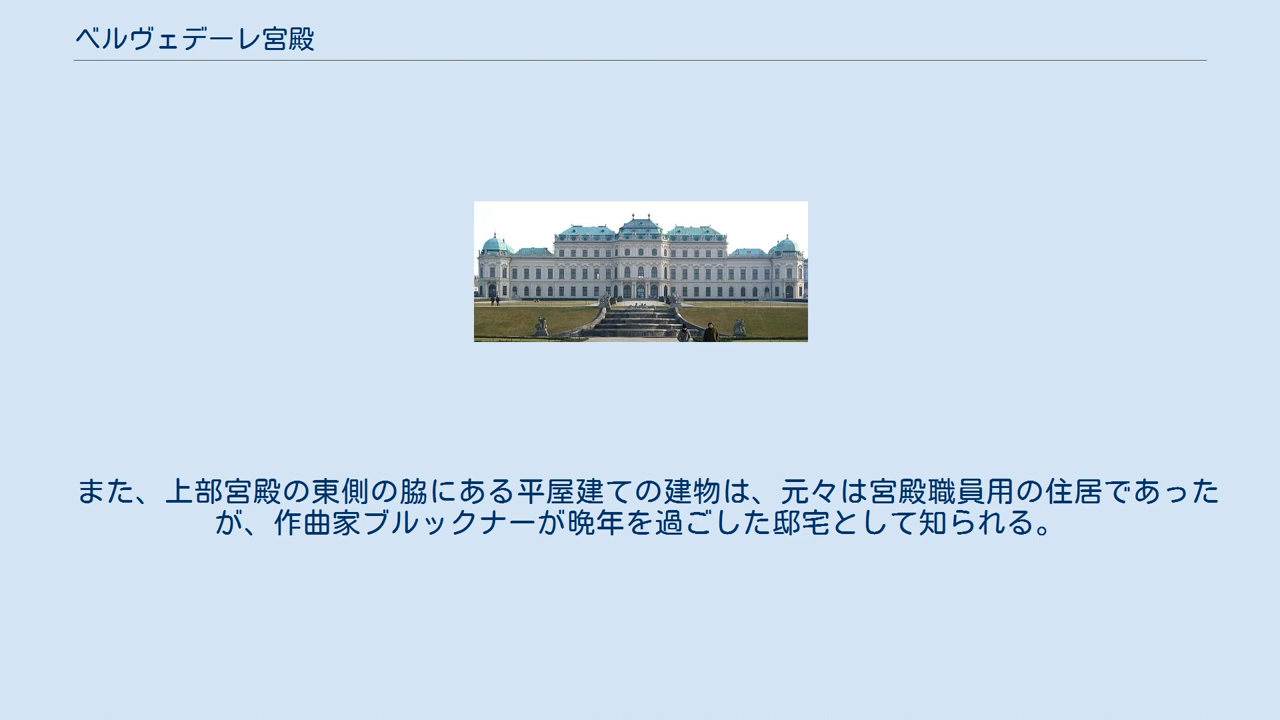 ベルヴェデーレ宮殿
また、上部宮殿の東側の脇にある平屋建ての建物は、元々は宮殿職員用の住居であった
が、作曲家ブルックナーが晩年を過ごした邸宅として知られる。